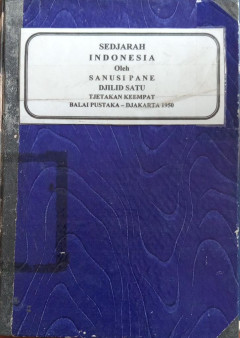 SEDJARAH
INDONESIA
Oleh
SANUSI PANE
DJILID SATU
TJETAKAN KEEMPAT
BALAI PUSTAKA – DJAKARTA 1950